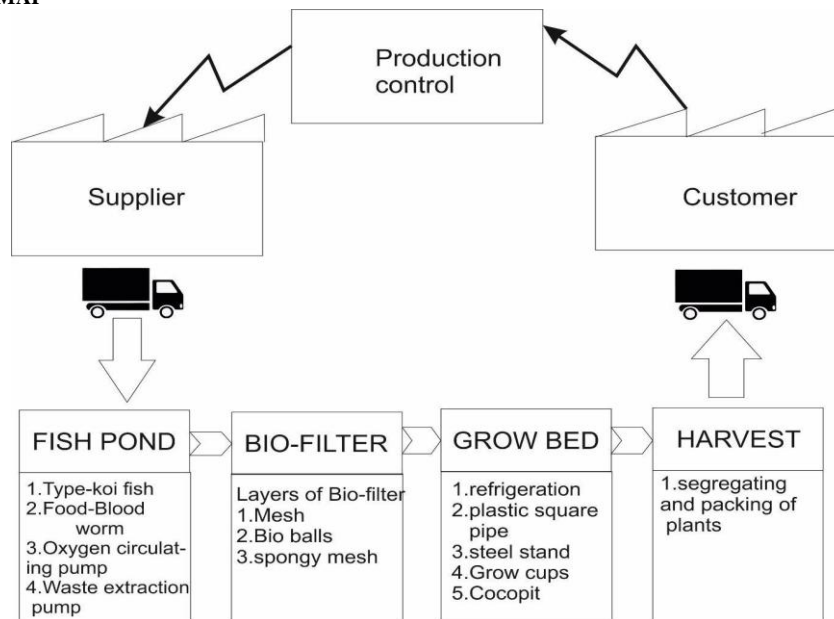 Production
control
Supplier
Customer
FISH POND
1.Type-koi fish
2.Food-Blood
worm
3.Oxygen circulat-
ing pump
4.Waste extraction
pump
BIO-FILTER
Layers of Bio-filter
1.Mesh
2.Bio balls
3.spongy mesh
GROW BED
1.refrigeration
2.plastic square
pipe
3.steel stand
4.Grow cups
5.Cocopit
HARVEST
1.segregating
and packing of
plants